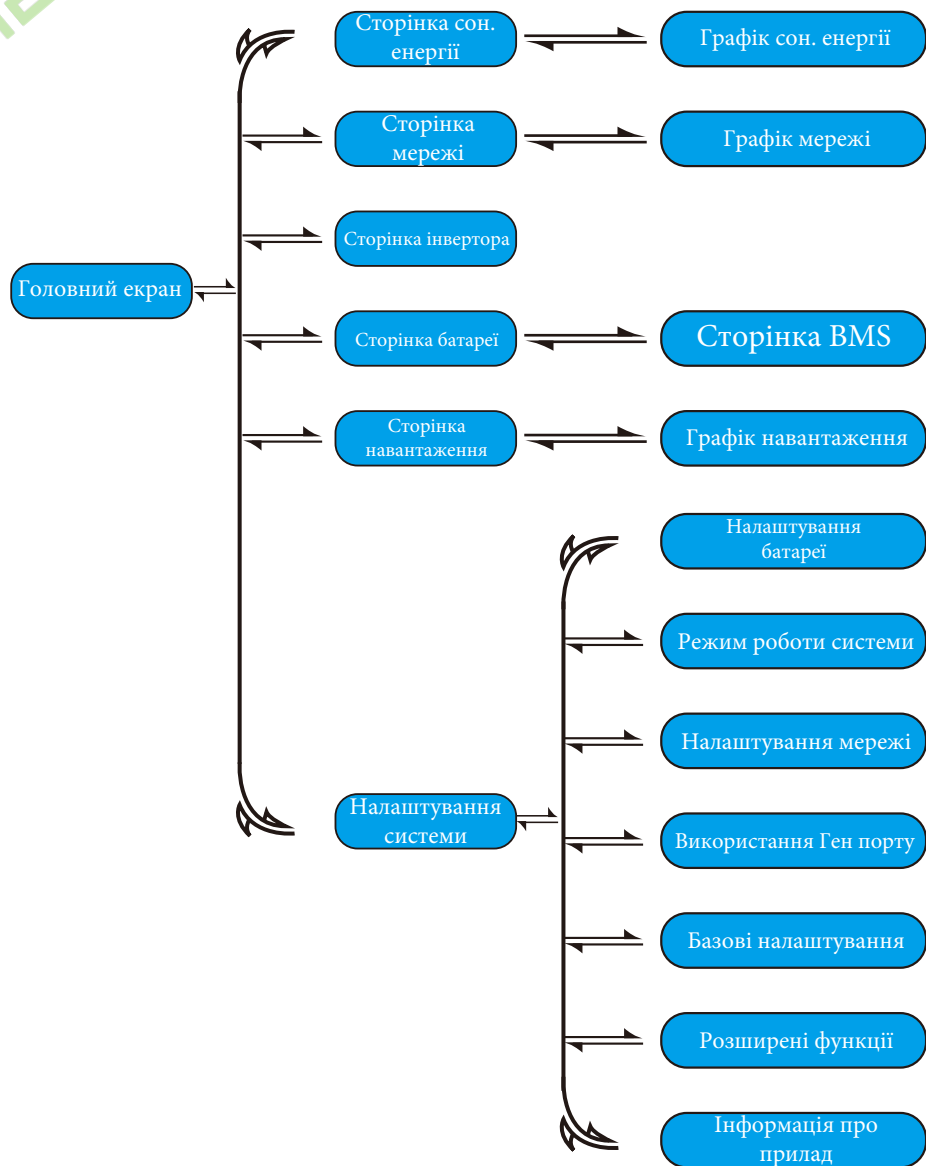 Сторінка сон.
енергії
Графік сон. енергії
Сторінка
мережі
Графік мережі
Сторінка інвертора
Головний екран
Сторінка батареї
Сторінка BMS
Сторінка
навантаження
Графік навантаження
Налаштування
батареї
Режим роботи системи
Налаштування мережі
Налаштування
системи
Використання Ген порту
Базові налаштування
Розширені функції
Інформація про
прилад